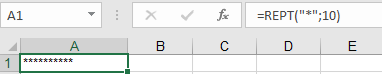 A1 fx =REPT("*";10)
A B C D E
1 **********